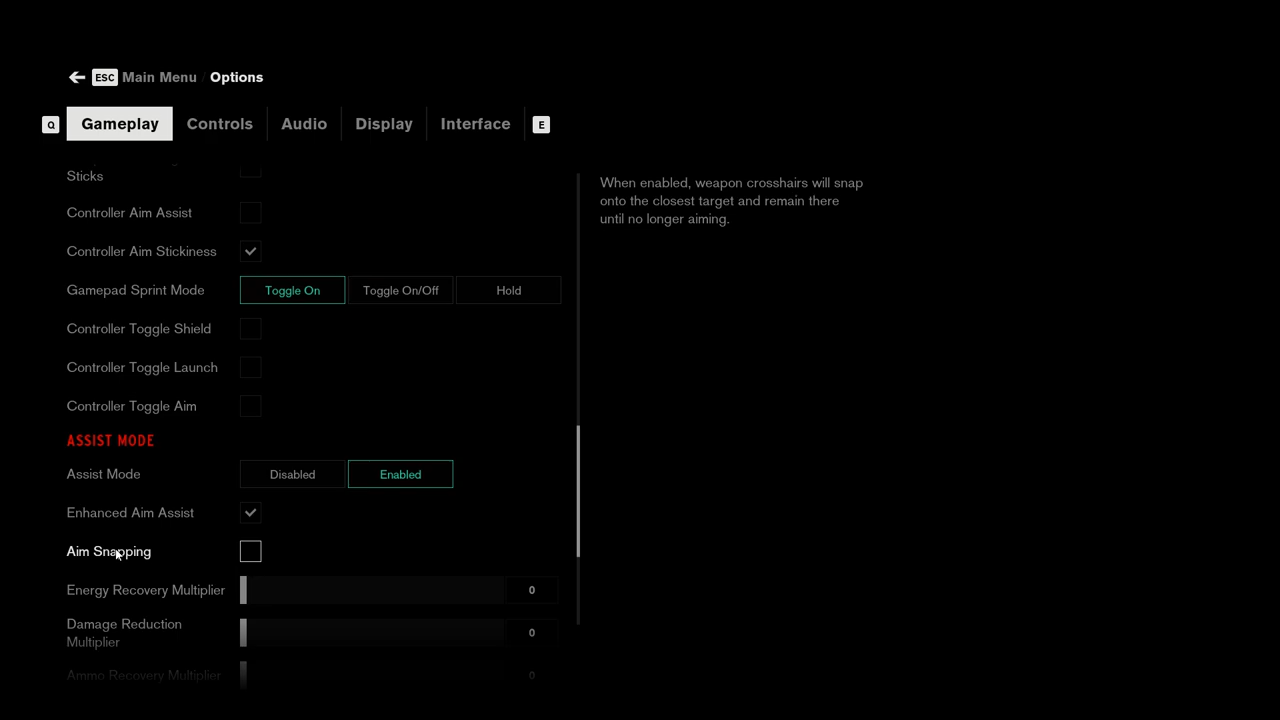 ESC Main Menu / Options
Q Gameplay Controls Audio Display Interface E
Sticks
When enabled, weapon crosshairs will snap
onto the closest target and remain there
until no longer aiming.
Controller Aim Assist
Controller Aim Stickiness
Gamepad Sprint Mode Toggle On Toggle On/Off Hold
Controller Toggle Shield
Controller Toggle Launch
Controller Toggle Aim
ASSIST MODE
Assist Mode Disabled Enabled
Enhanced Aim Assist
Aim Snapping
Energy Recovery Multiplier 0
Damage Reduction
Multiplier 0
Ammo Recovery Multiplier 0